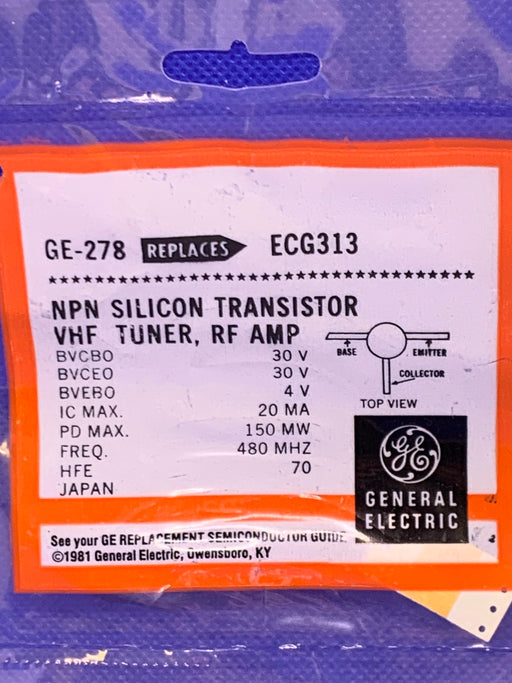 GE-278 REPLACES ECG313
****************************************
NPN SILICON TRANSISTOR
VHF TUNER, RF AMP
BVCBO 30 V
BVCEO 30 V
BVEBO 4 V
IC MAX. 20 MA
PD MAX. 150 MW
FREQ. 480 MHZ
HFE 70
JAPAN
BASE EMITTER
COLLECTOR
TOP VIEW
GE
GENERAL
ELECTRIC
See your GE REPLACEMENT SEMICONDUCTOR GUIDE
©1981 General Electric, Owensboro, KY